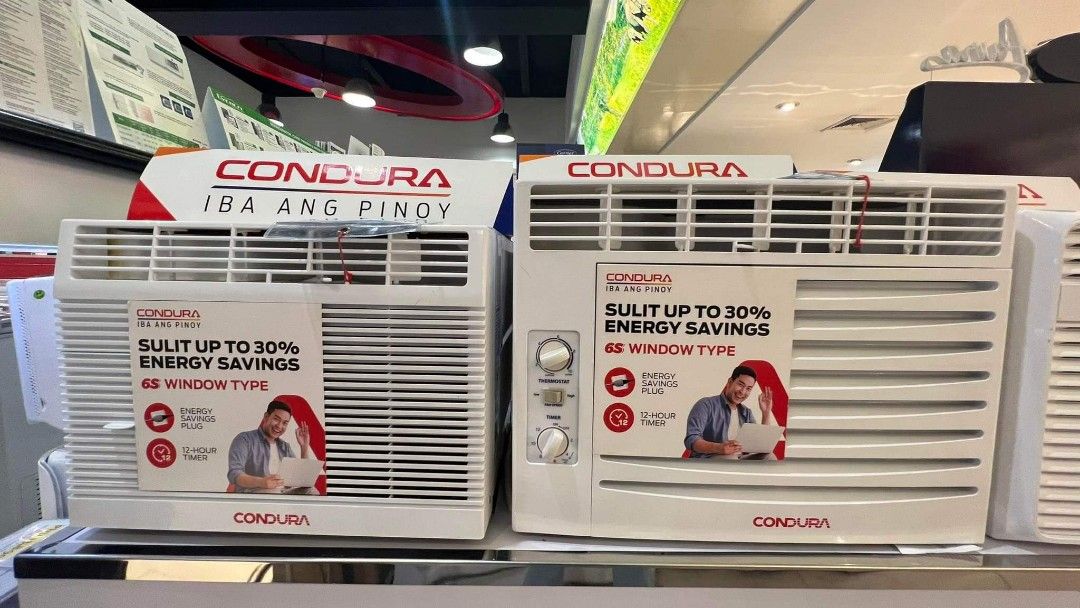 CONDURA
IBA ANG PINOY
CONDURA
CONDURA
IBA ANG PINOY
SULIT UP TO 30%
ENERGY SAVINGS
6S WINDOW TYPE
ENERGY
SAVINGS
PLUG
12
12-HOUR
TIMER
CONDURA
CONDURA
IBA ANG PINOY
SULIT UP TO 30%
ENERGY SAVINGS
6S WINDOW TYPE
ENERGY
SAVINGS
PLUG
12
12-HOUR
TIMER
THERMOSTAT
TIMER
CONDURA